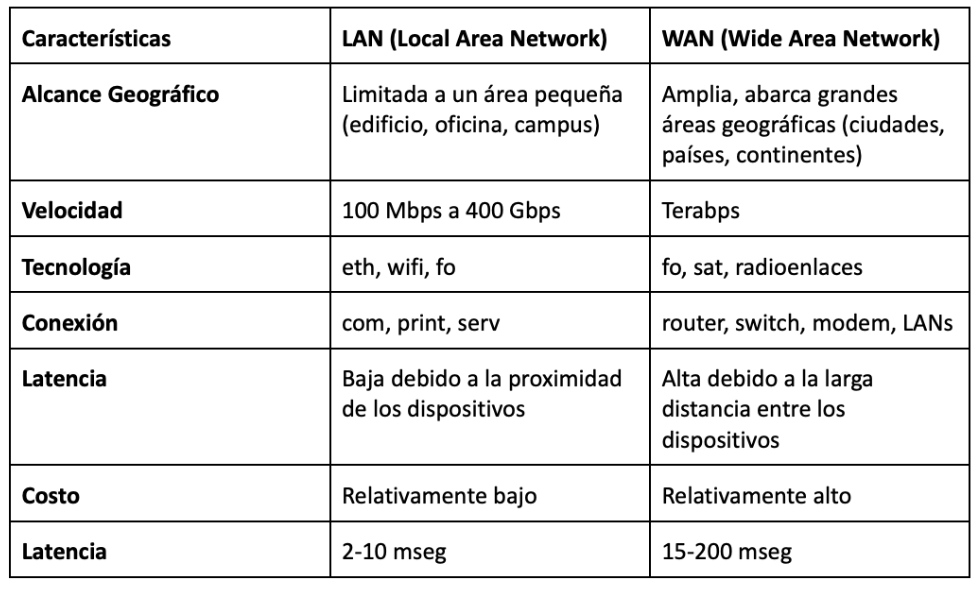 Características LAN (Local Area Network) WAN (Wide Area Network)
Alcance Geográfico Limitada a un área pequeña Amplia, abarca grandes
(edificio, oficina, campus) áreas geográficas (ciudades,
países, continentes)
Velocidad 100 Mbps a 400 Gbps Terabps
Tecnología eth, wifi, fo fo, sat, radioenlaces
Conexión com, print, serv router, switch, modem, LANs
Latencia Baja debido a la proximidad Alta debido a la larga
de los dispositivos distancia entre los
dispositivos
Costo Relativamente bajo Relativamente alto
Latencia 2-10 mseg 15-200 mseg